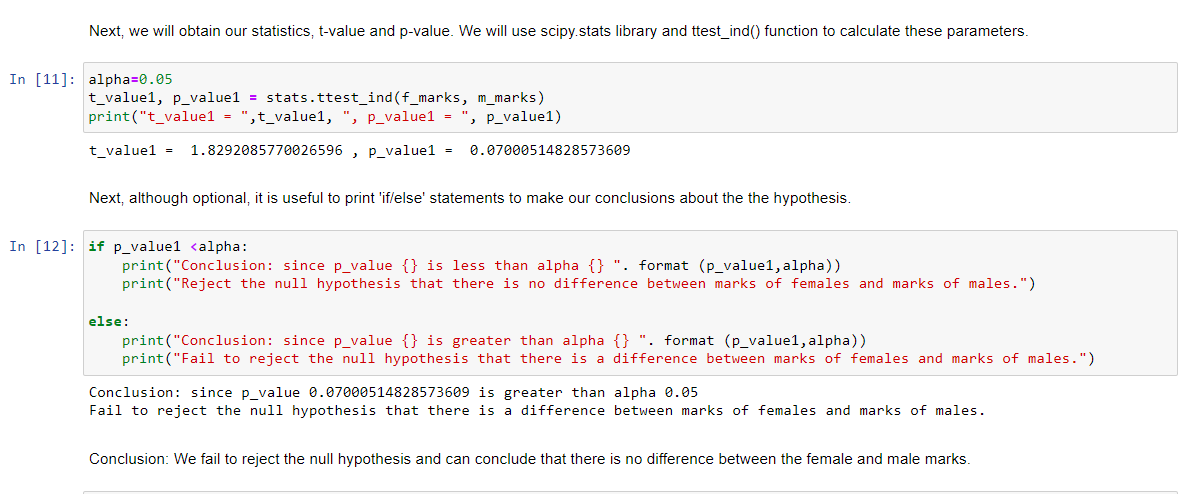 Next, we will obtain our statistics, t-value and p-value. We will use scipy.stats library and ttest_ind() function to calculate these parameters.
In [11]: alpha=0.05
t_value1, p_value1 = stats.ttest_ind(f_marks, m_marks)
print("t_value1 = ",t_value1, ", p_value1 = ", p_value1)
t_value1 =  1.8292085770026596 , p_value1 =  0.07000514828573609
Next, although optional, it is useful to print 'if/else' statements to make our conclusions about the the hypothesis.
In [12]: if p_value1 <alpha:
    print("Conclusion: since p_value {} is less than alpha {} ". format (p_value1,alpha))
    print("Reject the null hypothesis that there is no difference between marks of females and marks of males.")
else:
    print("Conclusion: since p_value {} is greater than alpha {} ". format (p_value1,alpha))
    print("Fail to reject the null hypothesis that there is a difference between marks of females and marks of males.")
Conclusion: since p_value 0.07000514828573609 is greater than alpha 0.05
Fail to reject the null hypothesis that there is a difference between marks of females and marks of males.
Conclusion: We fail to reject the null hypothesis and can conclude that there is no difference between the female and male marks.